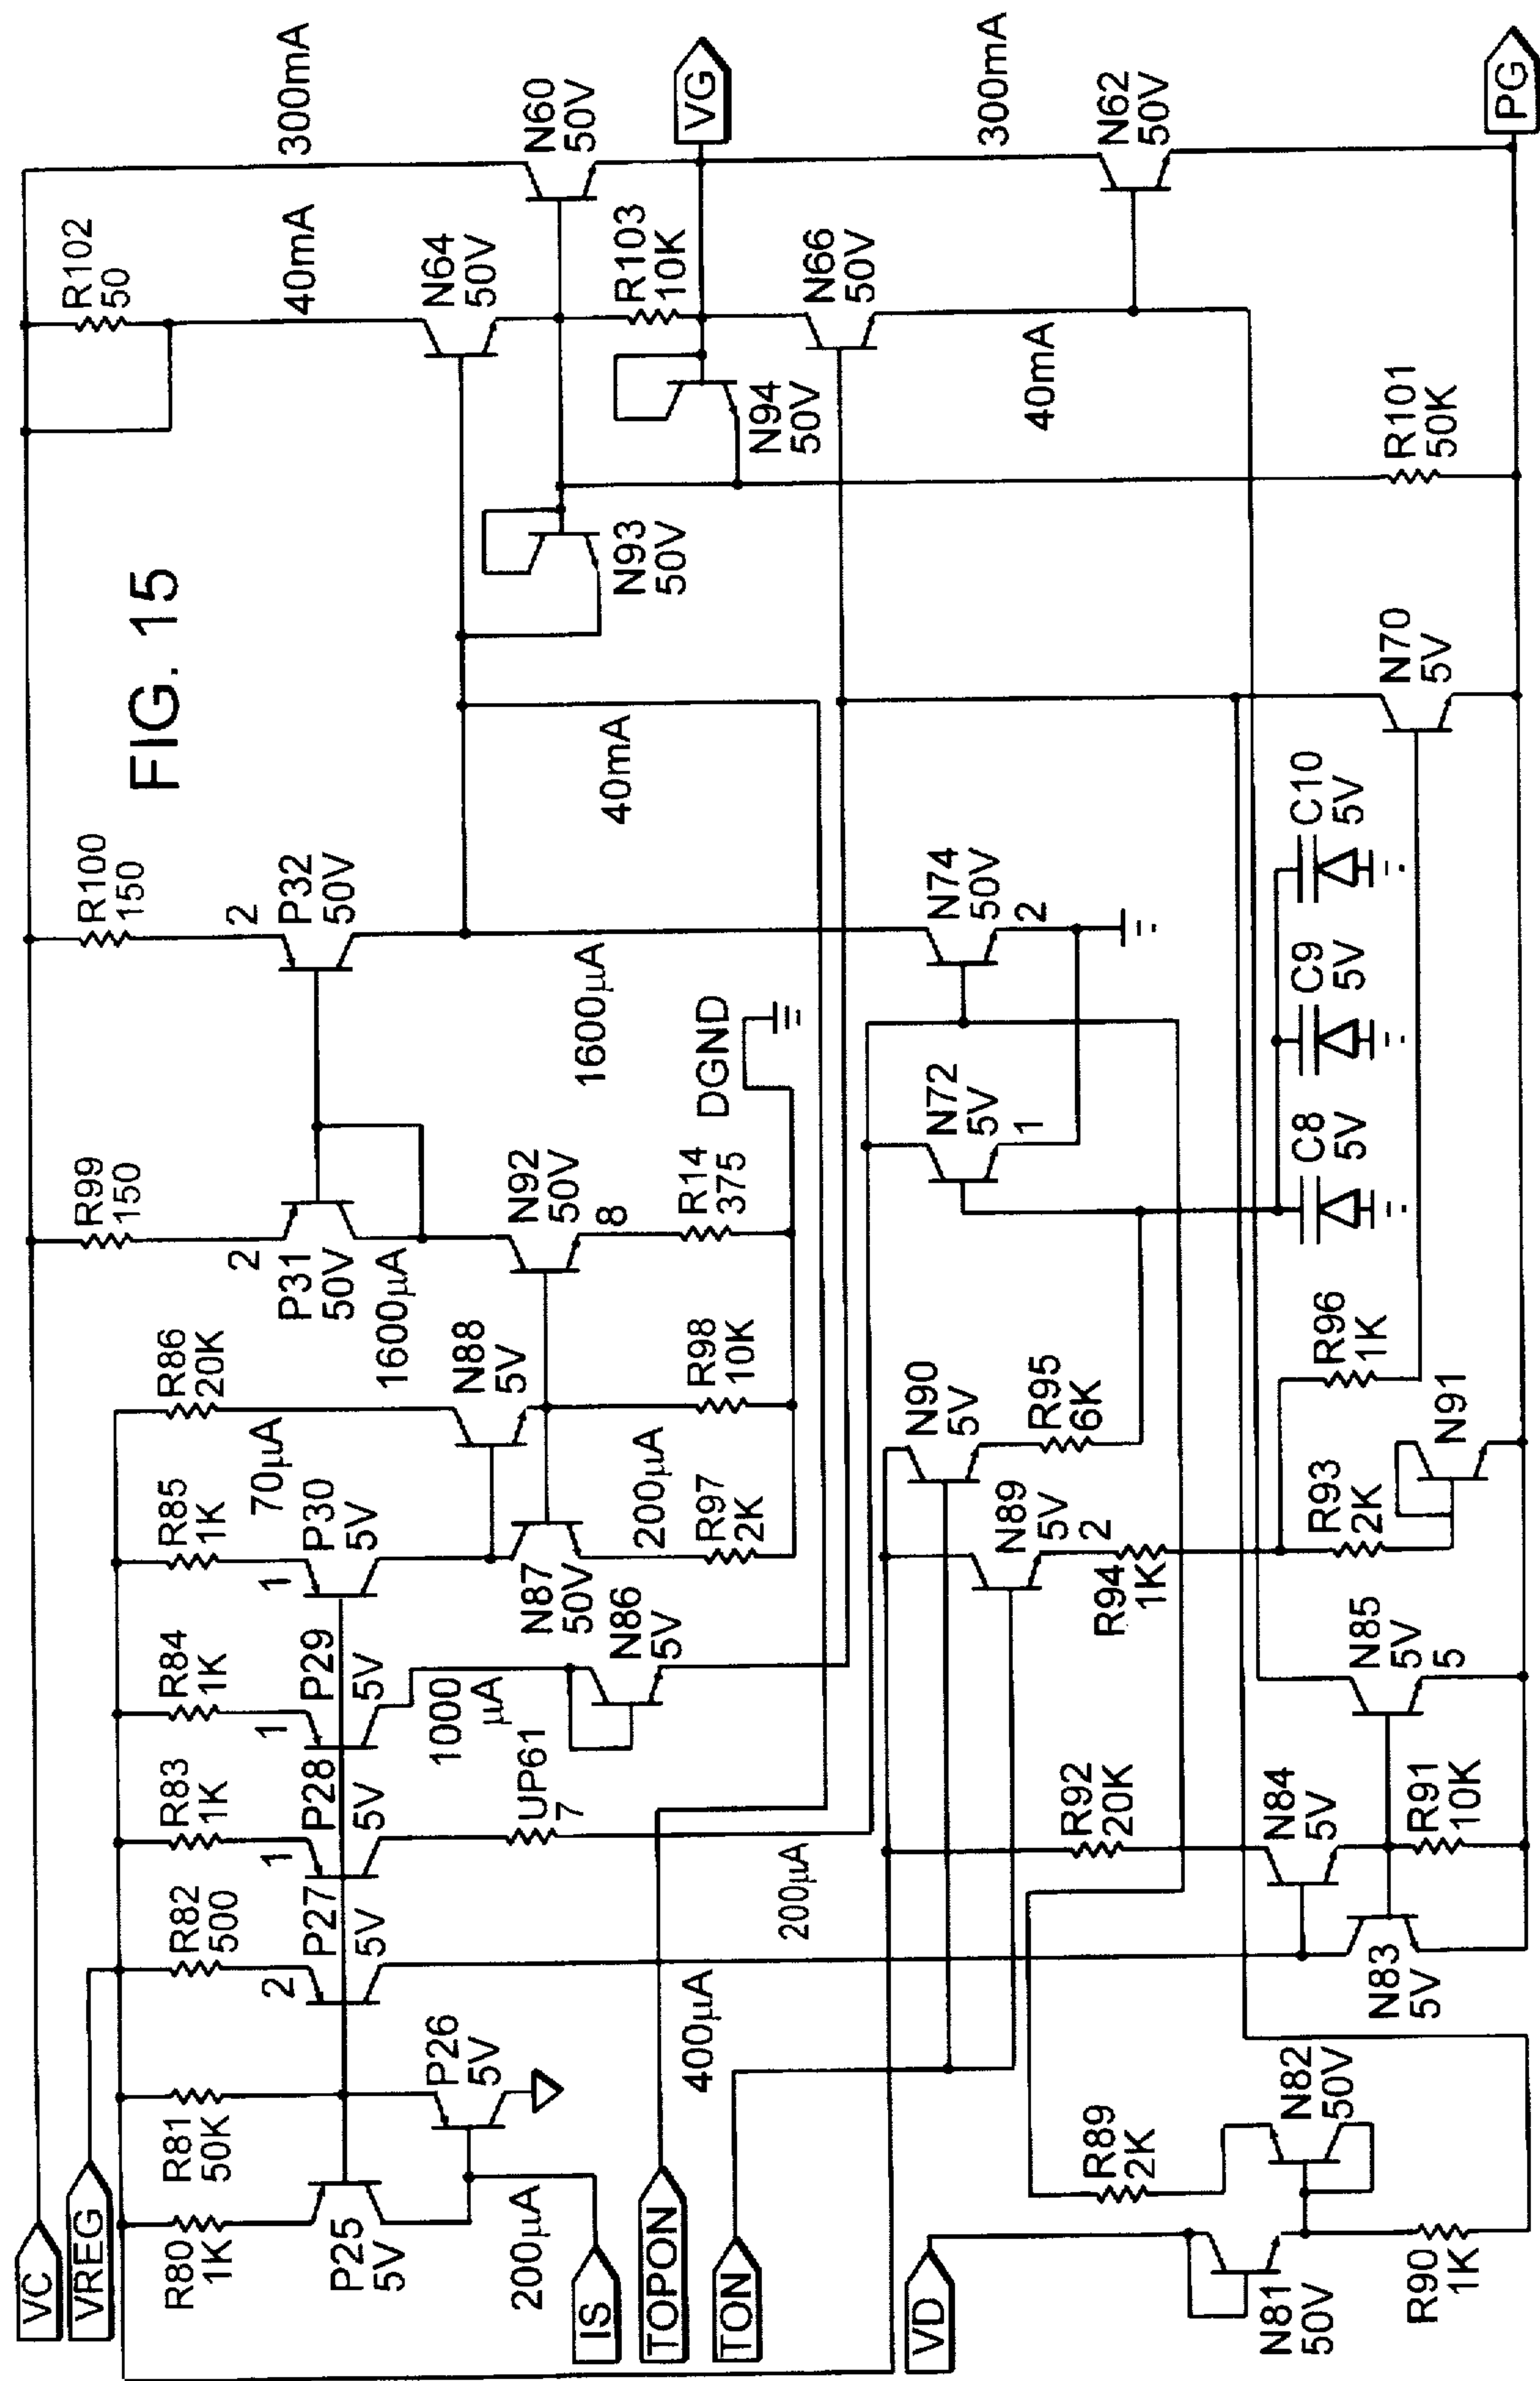 FIG. 15
VC
VREG
R80
1K
R81
50K
P25
5V
P26
5V
200µA
IS
TOPON
TON
VD
R82
500
2
P27
5V
400µA
R83
1K
1
P28
5V
UP61
7
200µA
R84
1K
1
P29
5V
1000
µA
N86
5V
R85
1K
1
P30
5V
70µA
R86
20K
N88
5V
N87
50V
200µA
R97
2K
R98
10K
R99
150
2
P31
50V
1600µA
N92
50V
8
R14
375
DGND
R100
150
2
P32
50V
1600µA
40mA
R102
50
40mA
N64
50V
300mA
N60
50V
N93
50V
R103
10K
N94
50V
VG
N66
50V
40mA
300mA
N62
50V
R101
50K
PG
N81
50V
R90
1K
R89
2K
N82
50V
N83
5V
R92
20K
N84
5V
R91
10K
N85
5V
5
N89
5V
2
R94
1K
N90
5V
R95
6K
R93
2K
R96
1K
N91
N72
5V
1
N74
50V
2
C8
5V
C9
5V
C10
5V
N70
5V